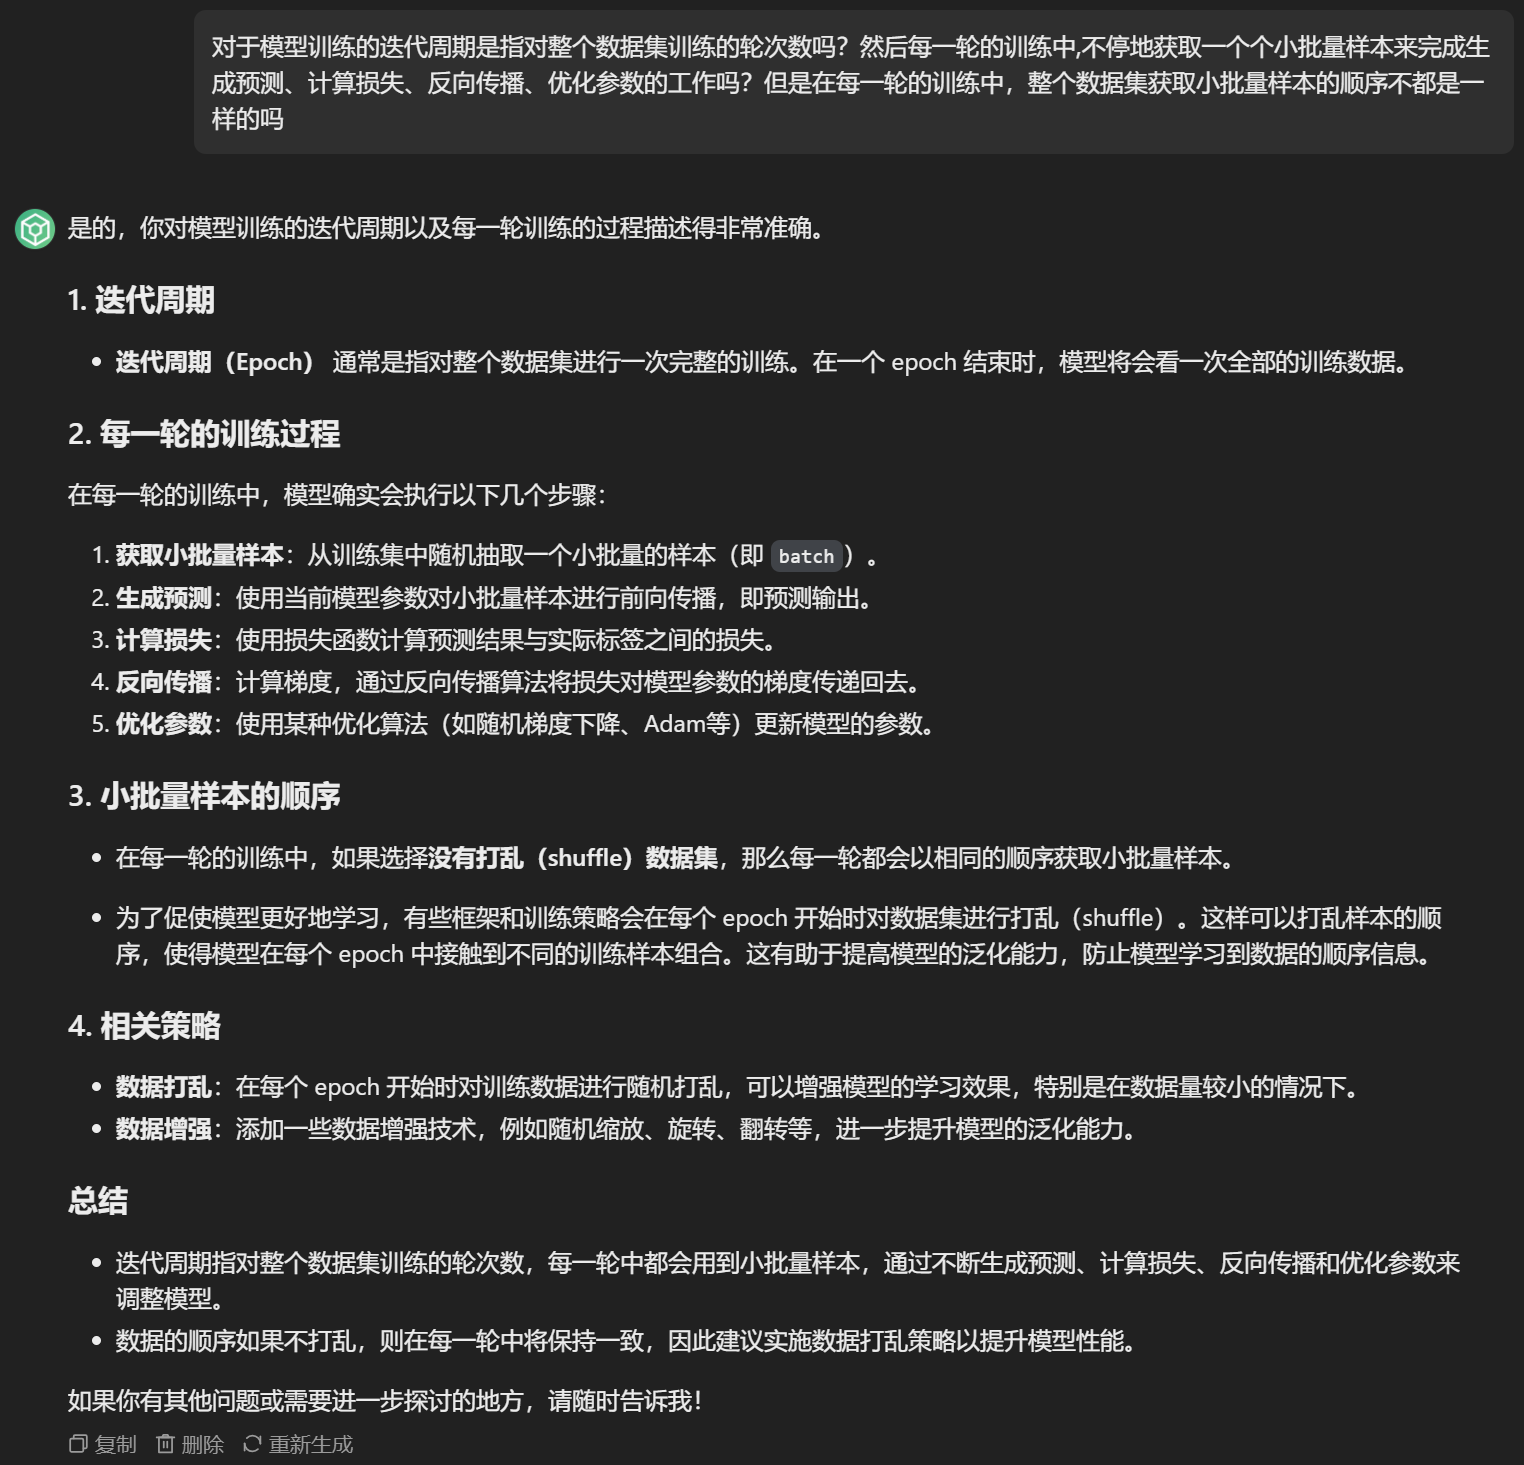 对于模型训练的迭代周期是指对整个数据集训练的轮次数吗？然后每一轮的训练中,不停地获取一个个小批量样本来完成生
成预测、计算损失、反向传播、优化参数的工作吗？但是在每一轮的训练中，整个数据集获取小批量样本的顺序不都是一
样的吗
是的，你对模型训练的迭代周期以及每一轮训练的过程描述得非常准确。
1. 迭代周期
• 迭代周期（Epoch） 通常是指对整个数据集进行一次完整的训练。在一个 epoch 结束时，模型将会看一次全部的训练数据。
2. 每一轮的训练过程
在每一轮的训练中，模型确实会执行以下几个步骤：
1. 获取小批量样本：从训练集中随机抽取一个小批量的样本（即 batch）。
2. 生成预测：使用当前模型参数对小批量样本进行前向传播，即预测输出。
3. 计算损失：使用损失函数计算预测结果与实际标签之间的损失。
4. 反向传播：计算梯度，通过反向传播算法将损失对模型参数的梯度传递回去。
5. 优化参数：使用某种优化算法（如随机梯度下降、Adam等）更新模型的参数。
3. 小批量样本的顺序
• 在每一轮的训练中，如果选择没有打乱（shuffle）数据集，那么每一轮都会以相同的顺序获取小批量样本。
• 为了促使模型更好地学习，有些框架和训练策略会在每个 epoch 开始时对数据集进行打乱（shuffle）。这样可以打乱样本的顺
序，使得模型在每个 epoch 中接触到不同的训练样本组合。这有助于提高模型的泛化能力，防止模型学习到数据的顺序信息。
4. 相关策略
• 数据打乱：在每个 epoch 开始时对训练数据进行随机打乱，可以增强模型的学习效果，特别是在数据量较小的情况下。
• 数据增强：添加一些数据增强技术，例如随机缩放、旋转、翻转等，进一步提升模型的泛化能力。
总结
• 迭代周期指对整个数据集训练的轮次数，每一轮中都会用到小批量样本，通过不断生成预测、计算损失、反向传播和优化参数来
调整模型。
• 数据的顺序如果不打乱，则在每一轮中将保持一致，因此建议实施数据打乱策略以提升模型性能。
如果你有其他问题或需要进一步探讨的地方，请随时告诉我！
复制 删除 重新生成